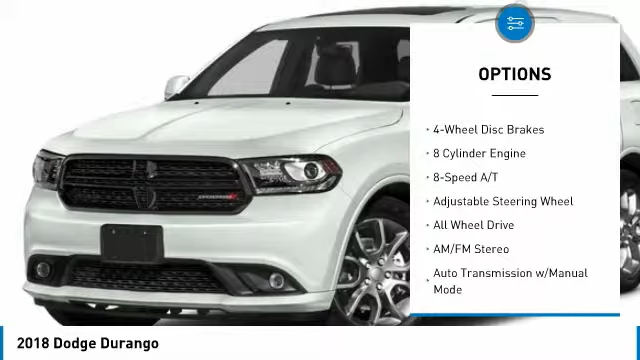 OPTIONS
4-Wheel Disc Brakes
8 Cylinder Engine
8-Speed A/T
Adjustable Steering Wheel
All Wheel Drive
AM/FM Stereo
Auto Transmission w/Manual
Mode
2018 Dodge Durango